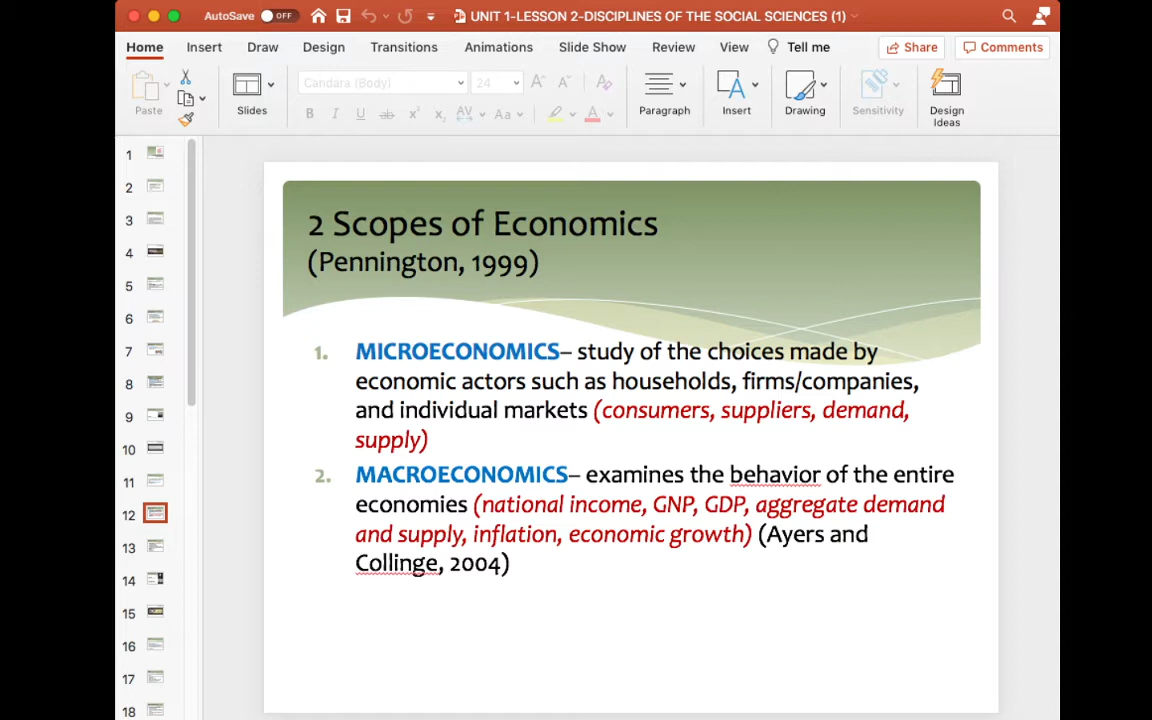 AutoSave OFF UNIT 1-LESSON 2-DISCIPLINES OF THE SOCIAL SCIENCES (1)
Home Insert Draw Design Transitions Animations Slide Show Review View Tell me Share Comments
Candara (Body) 24
Paste Slides B I U ab x² x₂ AV Aa A Paragraph Insert Drawing Sensitivity Design
Ideas
1
2
3
4
5
6
7
8
9
10
11
12
13
14
15
16
17
18
2 Scopes of Economics
(Pennington, 1999)
1. MICROECONOMICS– study of the choices made by
economic actors such as households, firms/companies,
and individual markets (consumers, suppliers, demand,
supply)
2. MACROECONOMICS– examines the behavior of the entire
economies (national income, GNP, GDP, aggregate demand
and supply, inflation, economic growth) (Ayers and
Collinge, 2004)